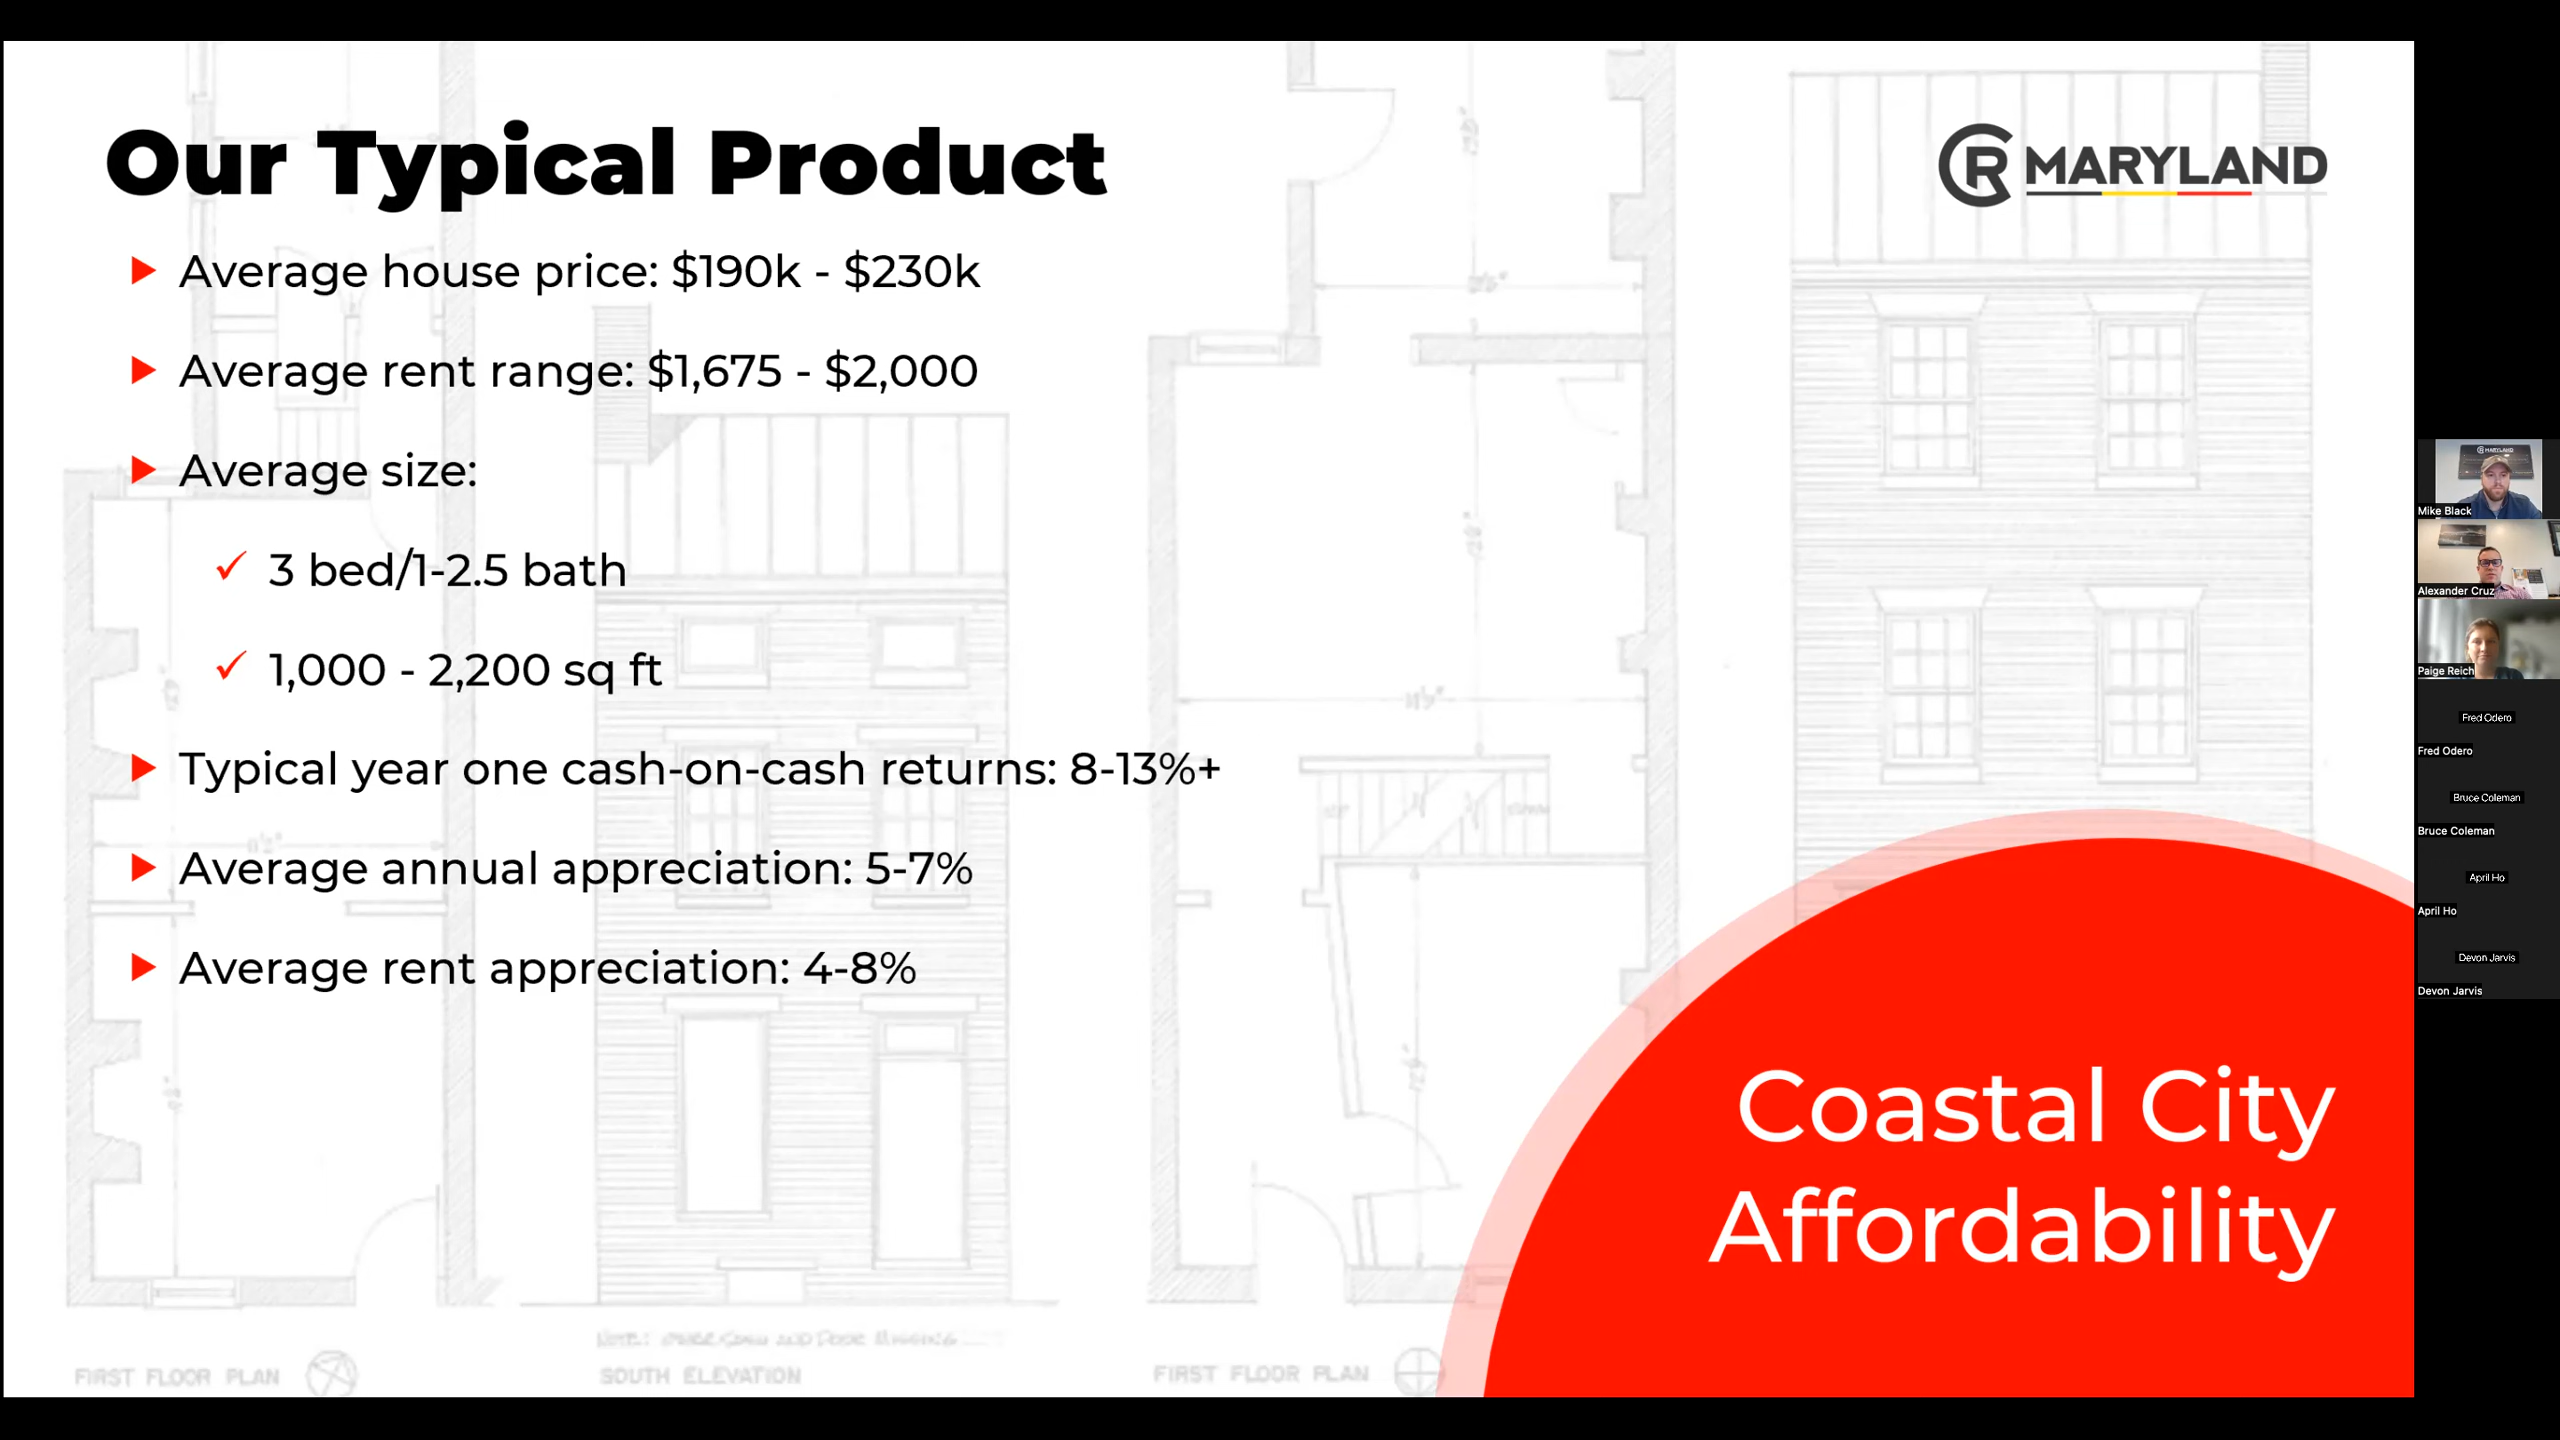 Our Typical Product
CR MARYLAND
Average house price: $190k - $230k
Average rent range: $1,675 - $2,000
Average size:
3 bed/1-2.5 bath
1,000 - 2,200 sq ft
Typical year one cash-on-cash returns: 8-13%+
Average annual appreciation: 5-7%
Average rent appreciation: 4-8%
Coastal City
Affordability
FIRST FLOOR PLAN
SOUTH ELEVATION
FIRST FLOOR PLAN
MARYLAND
Mike Black
Alexander Cruz
Paige Reich
Fred Odero
Fred Odero
Bruce Coleman
Bruce Coleman
April Ho
April Ho
Devon Jarvis
Devon Jarvis